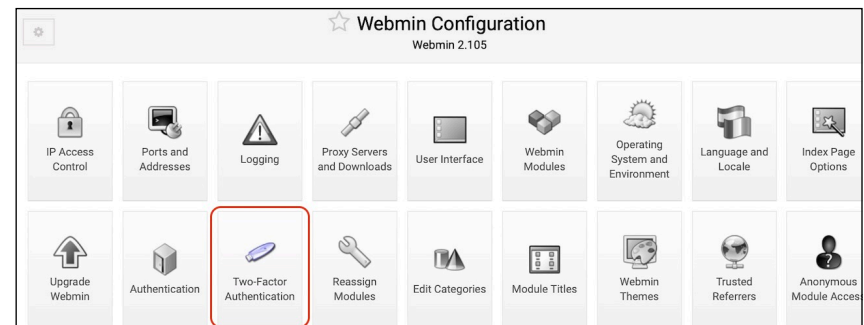 Webmin Configuration
Webmin 2.105
IP Access
Control
Ports and
Addresses
Logging
Proxy Servers
and Downloads
User Interface
Webmin
Modules
Operating
System and
Environment
Language and
Locale
Index Page
Options
Upgrade
Webmin
Authentication
Two-Factor
Authentication
Reassign
Modules
Edit Categories
Module Titles
Webmin
Themes
Trusted
Referrers
Anonymous
Module Access